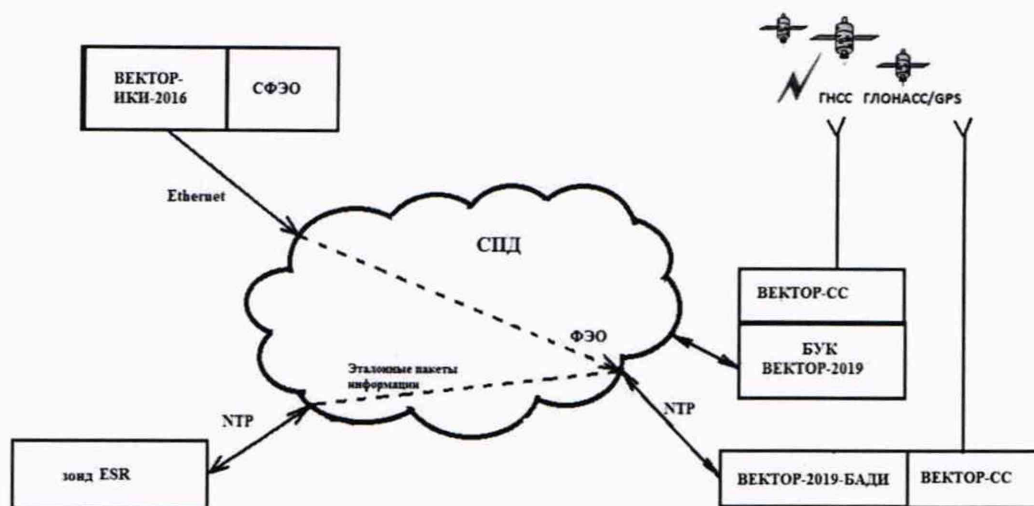 ВЕКТОР-
ИКИ-2016
СФЭО
ГНСС ГЛОНАСС/GPS
Ethernet
СПД
ВЕКТОР-СС
БУК
ВЕКТОР-2019
ФЭО
Эталонные пакеты
информации
NTP
NTP
зонд ESR
ВЕКТОР-2019-БАДИ
ВЕКТОР-СС